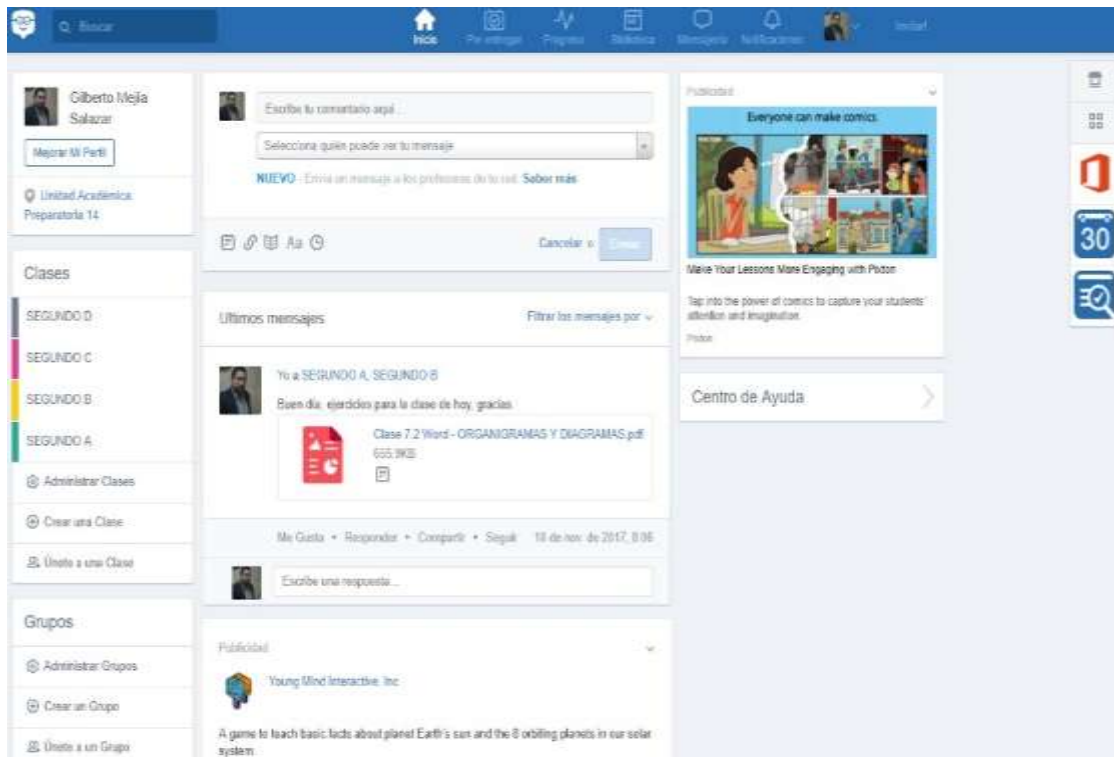 Buscar
Inicio
Progreso
Biblioteca
Mensajería
Notificaciones
Gilberto Mejía
Salazar
Mejorar Mi Perfil
Unidad Académica
Preparatoria 14
Clases
SEGUNDO D
SEGUNDO C
SEGUNDO B
SEGUNDO A
Administrar Clases
Crear una Clase
Únete a una Clase
Grupos
Administrar Grupos
Crear un Grupo
Únete a un Grupo
Escribe tu comentario aquí...
Selecciona quién puede ver tu mensaje
NUEVO - Envía un mensaje a los profesores de tu red. Saber más
Aa
Cancelar o Enviar
Últimos mensajes
Filtrar los mensajes por
Yo a SEGUNDO A, SEGUNDO B
Buen día, ejercicios para la clase de hoy, gracias.
Clase 7.2 Word - ORGANIGRAMAS Y DIAGRAMAS.pdf
Me Gusta • Responder • Compartir • Seguir
de nov. de 2017, 8:06
Escribe una respuesta...
Publicidad
Young Mind Interactive, Inc
A game to teach basic facts about planet Earth's sun and the 8 orbiting planets in our solar
system.
Publicidad
Everyone can make comics.
Make Your Lessons More Engaging with Pixton
Tap into the power of comics to capture your students'
attention and imagination.
Pixton
Centro de Ayuda
30